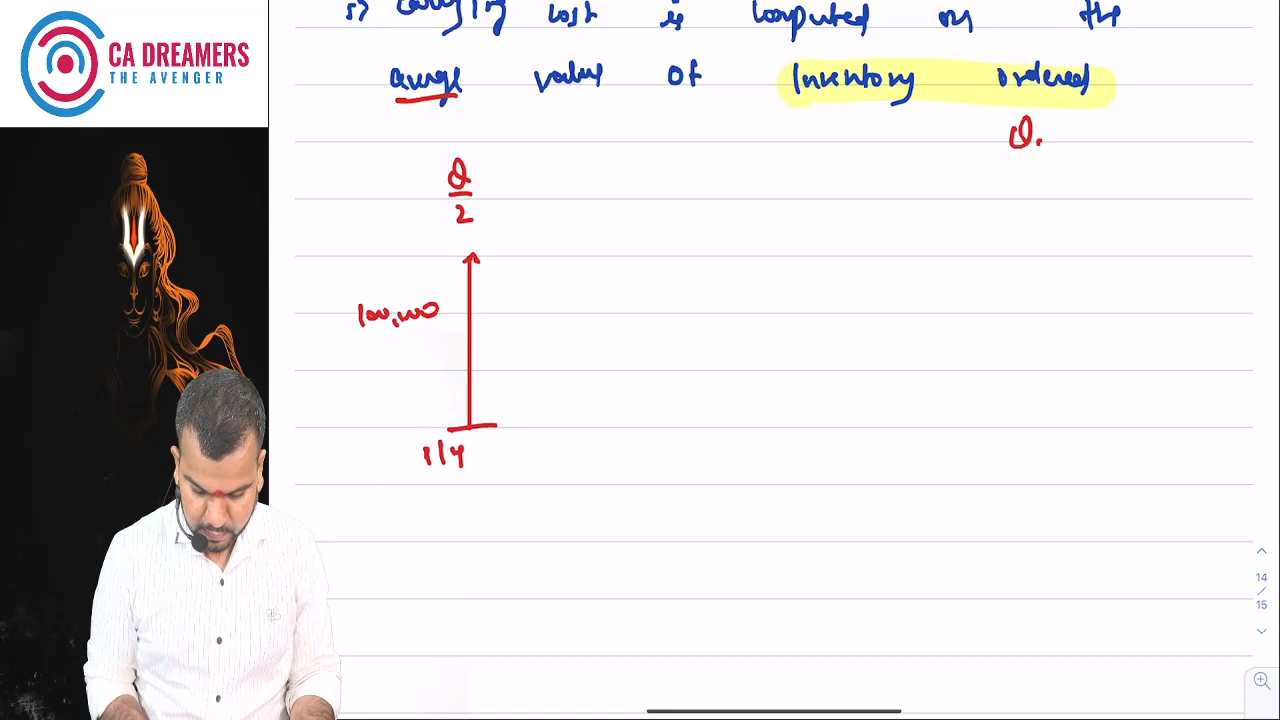 CA DREAMERS
THE AVENGER
5) carrying cost is computed on the
average value of Inventory ordered
Q.
Q
2
100,000
1/4
14
/
15